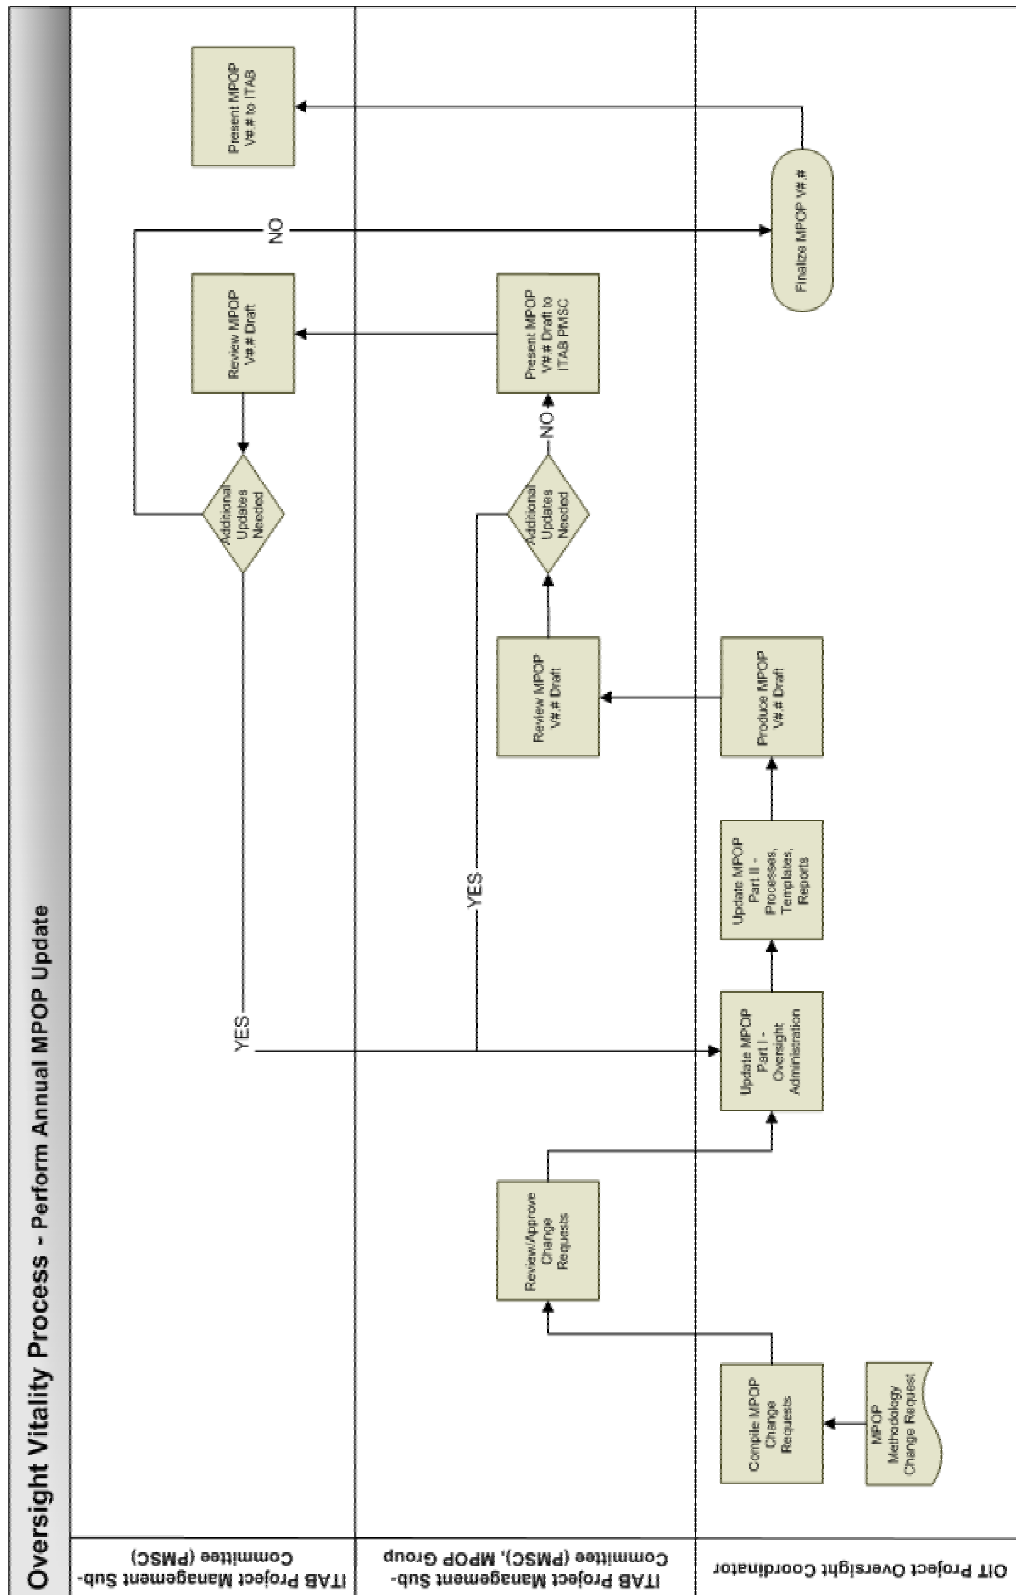 Oversight Vitality Process - Perform Annual MPOP Update
ITAB Project Management Sub-
Committee (PMSC)
Present MPOP
V#.# to ITAB
NO
Review MPOP
V#.# Draft
Additional
Updates
Needed
YES
ITAB Project Management Sub-
Committee (PMSC), MPOP Group
Review/Approve
Change
Requests
Review MPOP
V#.# Draft
Additional
Updates
Needed
YES
NO
Present MPOP
V#.# Draft to
ITAB PMSC
OIT Project Oversight Coordinator
MPOP
Methodology
Change Request
Compile MPOP
Change
Requests
Update MPOP
Part I -
Oversight
Administration
Update MPOP
Part II -
Processes,
Templates,
Reports
Produce MPOP
V#.# Draft
Finalize MPOP V#.#